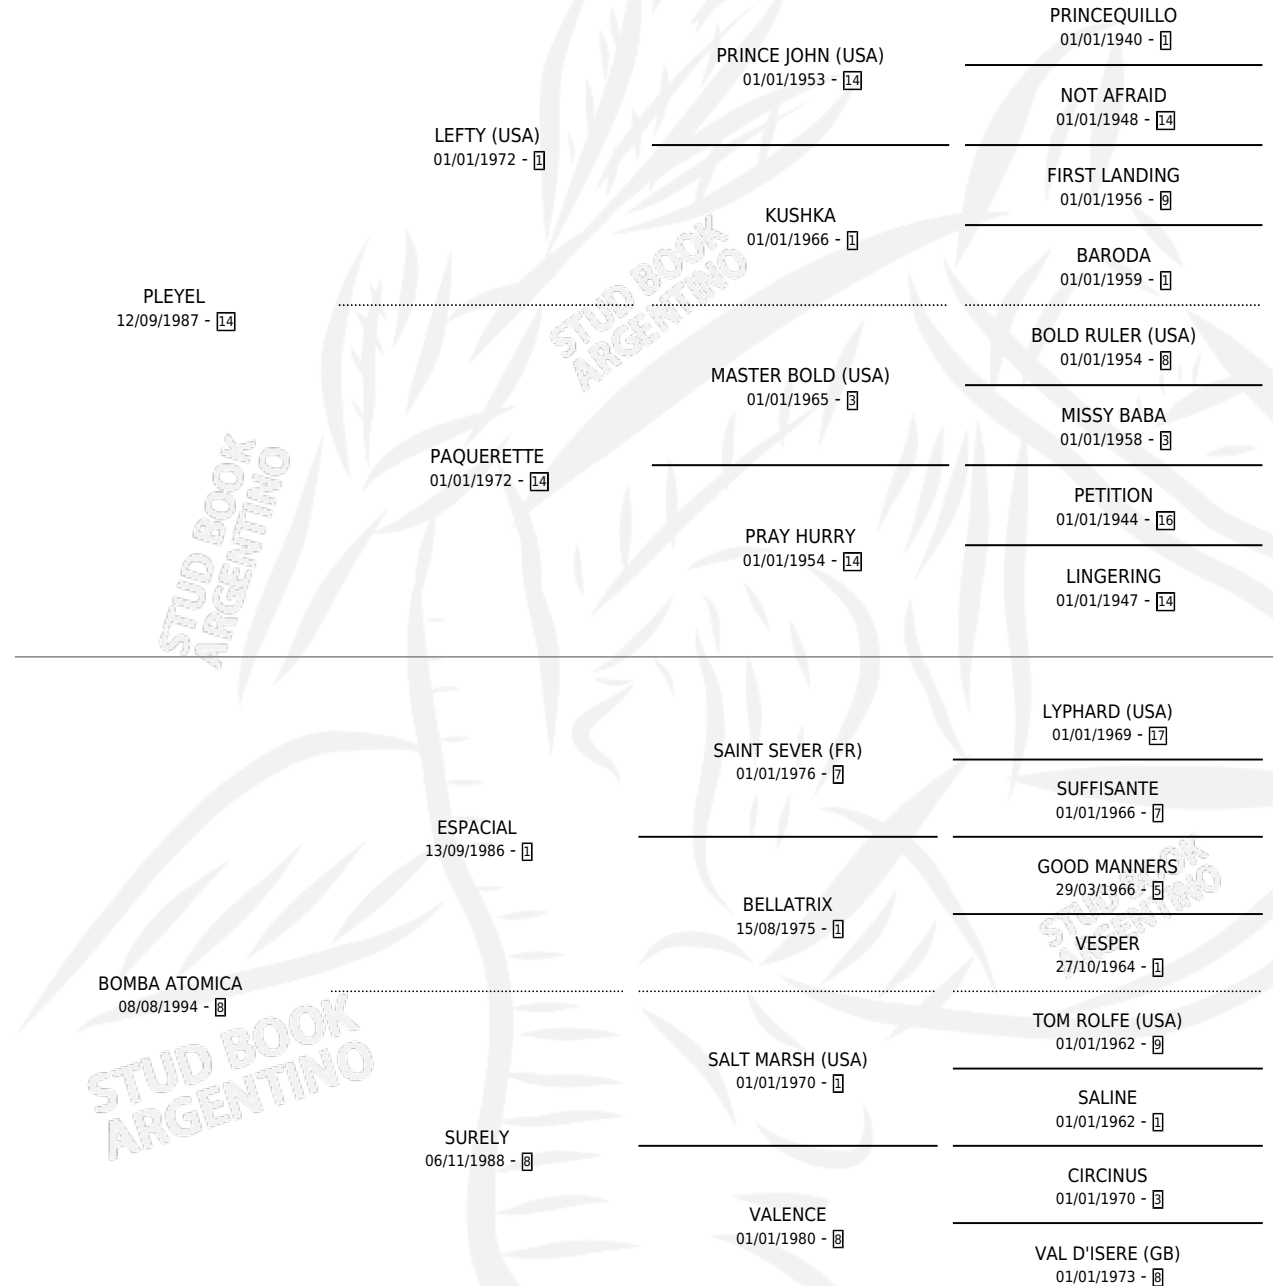 PRINCEQUILLO
01/01/1940 - 1
PRINCE JOHN (USA)
01/01/1953 - 14
NOT AFRAID
01/01/1948 - 14
LEFTY (USA)
01/01/1972 - 1
FIRST LANDING
01/01/1956 - 9
KUSHKA
01/01/1966 - 1
BARODA
01/01/1959 - 1
PLEYEL
12/09/1987 - 14
BOLD RULER (USA)
01/01/1954 - 8
MASTER BOLD (USA)
01/01/1965 - 3
MISSY BABA
01/01/1958 - 3
PAQUERETTE
01/01/1972 - 14
PETITION
01/01/1944 - 16
PRAY HURRY
01/01/1954 - 14
LINGERING
01/01/1947 - 14
LYPHARD (USA)
01/01/1969 - 17
SAINT SEVER (FR)
01/01/1976 - 7
SUFFISANTE
01/01/1966 - 7
ESPACIAL
13/09/1986 - 1
GOOD MANNERS
29/03/1966 - 5
BELLATRIX
15/08/1975 - 1
VESPER
27/10/1964 - 1
BOMBA ATOMICA
08/08/1994 - 8
TOM ROLFE (USA)
01/01/1962 - 9
SALT MARSH (USA)
01/01/1970 - 1
SALINE
01/01/1962 - 1
SURELY
06/11/1988 - 8
CIRCINUS
01/01/1970 - 3
VALENCE
01/01/1980 - 8
VAL D'ISERE (GB)
01/01/1973 - 8
STUD BOOK
ARGENTINO
STUD BOOK
ARGENTINO
STUD BOOK
ARGENTINO
STUD BOOK
ARGENTINO